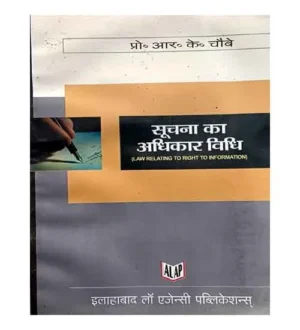 प्रो० आर० के० चौबे
सूचना का
अधिकार विधि
(LAW RELATING TO RIGHT TO INFORMATION)
ALAP
इलाहाबाद लॉ एजेन्सी पब्लिकेशन्स्